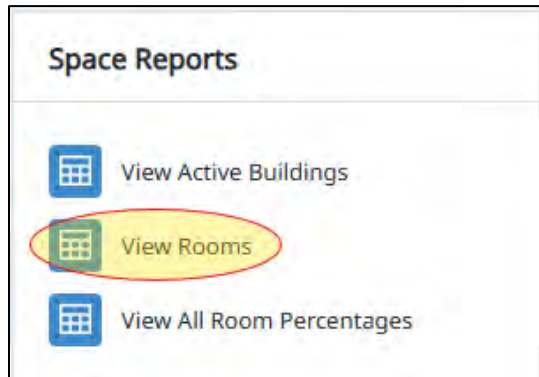 Space Reports
View Active Buildings
View Rooms
View All Room Percentages